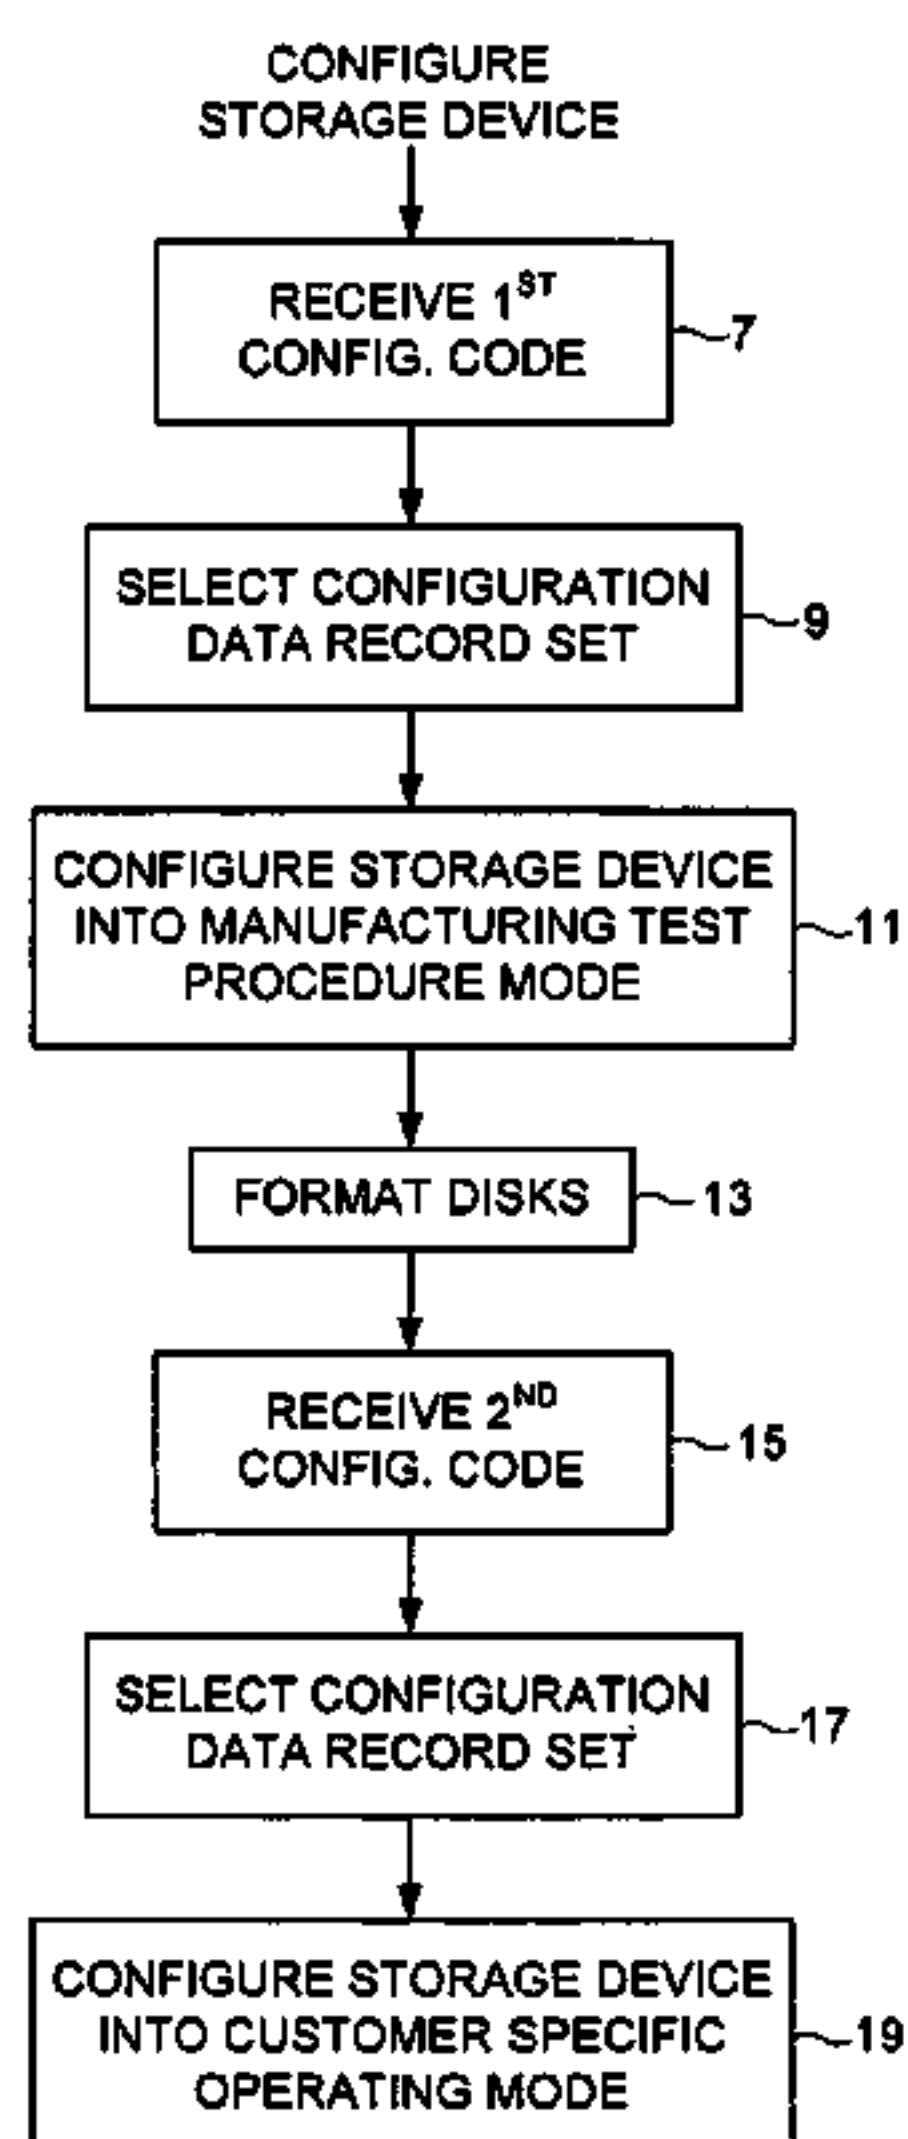 CONFIGURE
STORAGE DEVICE
RECEIVE 1ST
CONFIG. CODE
7
SELECT CONFIGURATION
DATA RECORD SET
9
CONFIGURE STORAGE DEVICE
INTO MANUFACTURING TEST
PROCEDURE MODE
11
FORMAT DISKS
13
RECEIVE 2ND
CONFIG. CODE
15
SELECT CONFIGURATION
DATA RECORD SET
17
CONFIGURE STORAGE DEVICE
INTO CUSTOMER SPECIFIC
OPERATING MODE
19